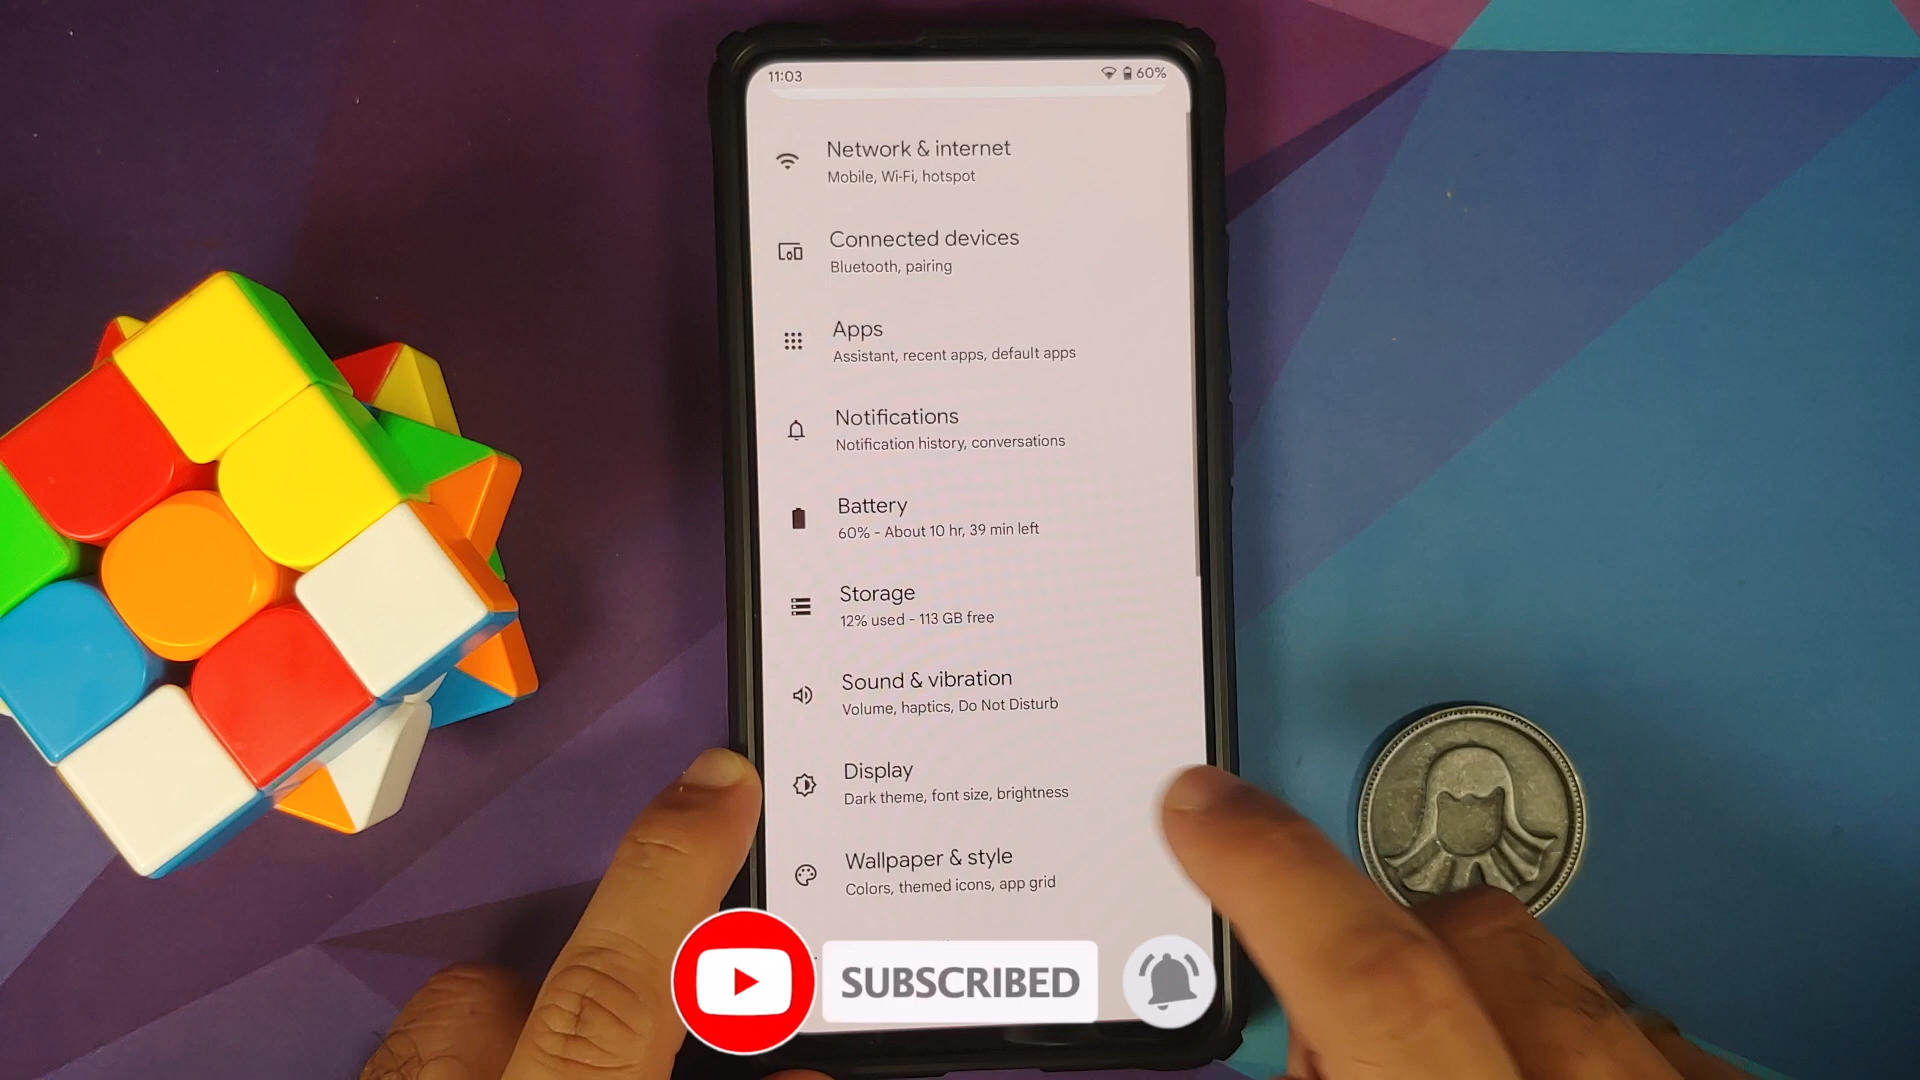 11:03
60%
Network & internet
Mobile, Wi-Fi, hotspot
Connected devices
Bluetooth, pairing
Apps
Assistant, recent apps, default apps
Notifications
Notification history, conversations
Battery
60% - About 10 hr, 39 min left
Storage
12% used - 113 GB free
Sound & vibration
Volume, haptics, Do Not Disturb
Display
Dark theme, font size, brightness
Wallpaper & style
Colors, themed icons, app grid
SUBSCRIBED